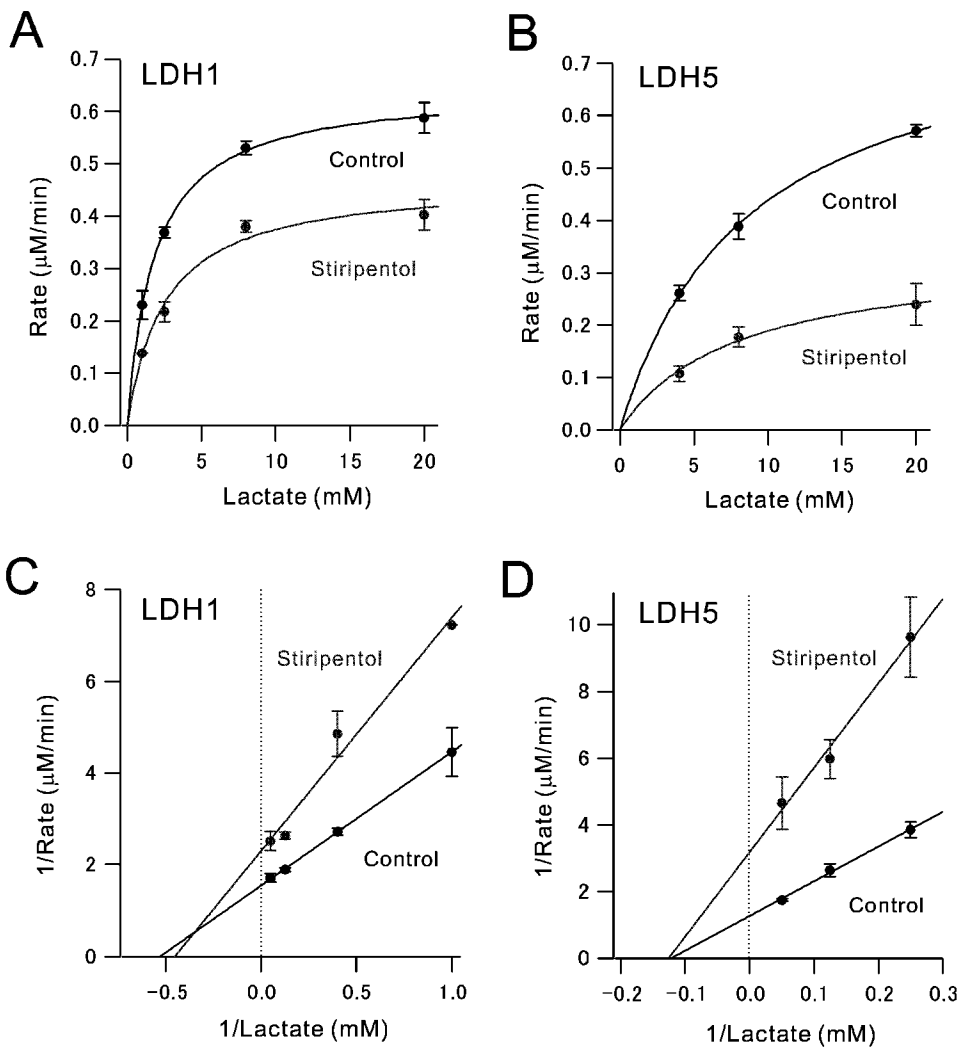 A
LDH1
0.7
0.6
0.5
0.4
0.3
0.2
0.1
0.0
Rate (μM/min)
Control
Stiripentol
0 5 10 15 20
Lactate (mM)
B
LDH5
0.7
0.6
0.5
0.4
0.3
0.2
0.1
0.0
Rate (μM/min)
Control
Stiripentol
0 5 10 15 20
Lactate (mM)
C
LDH1
8
6
4
2
0
1/Rate (μM/min)
Stiripentol
Control
-0.5 0.0 0.5 1.0
1/Lactate (mM)
D
LDH5
10
8
6
4
2
0
1/Rate (μM/min)
Stiripentol
Control
-0.2 -0.1 0.0 0.1 0.2 0.3
1/Lactate (mM)